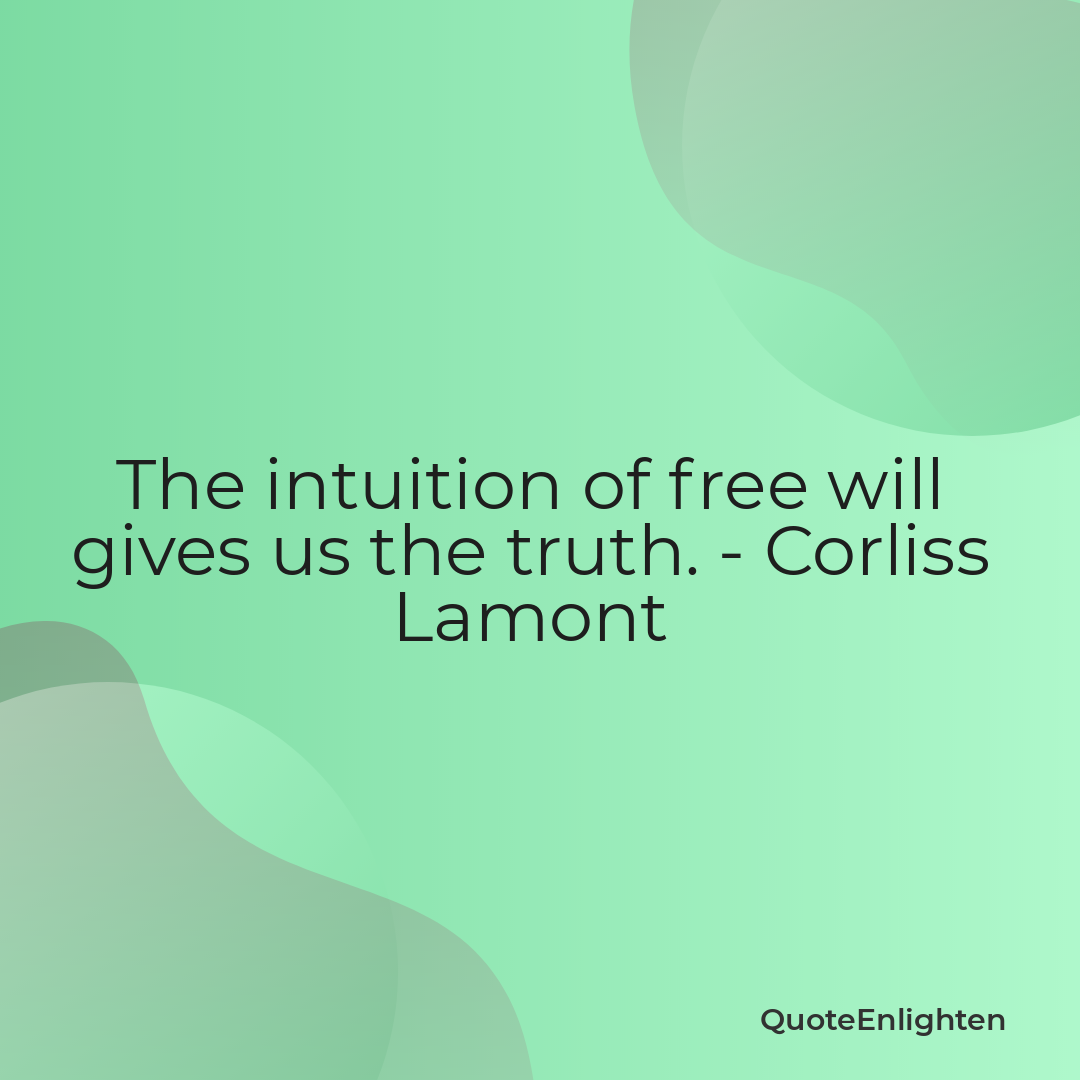 The intuition of free will
gives us the truth. - Corliss
Lamont
QuoteEnlighten